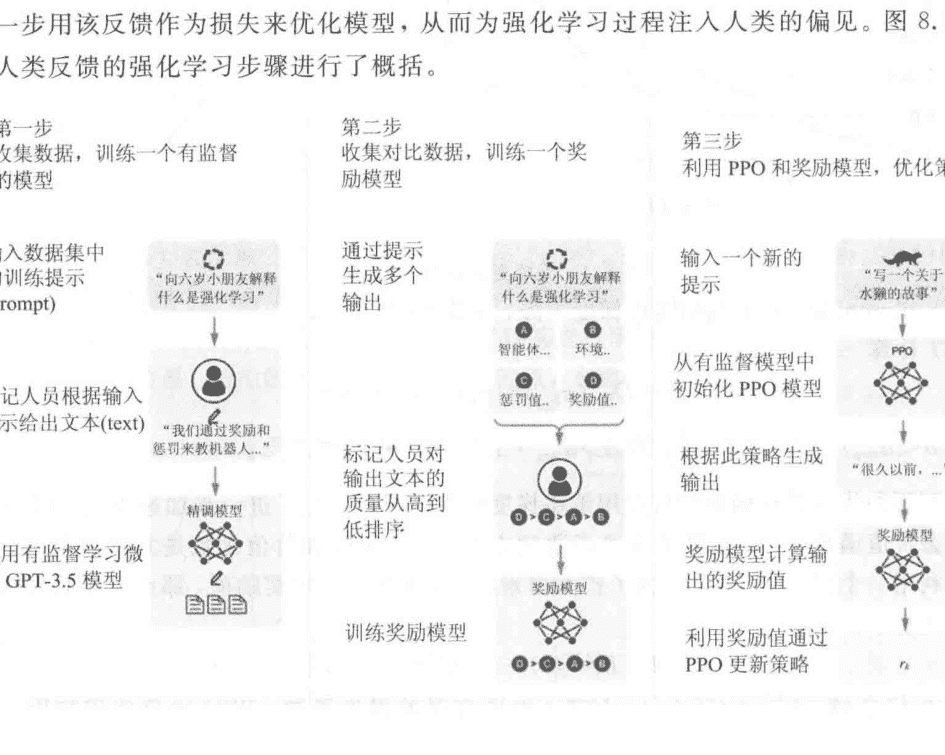 一步用该反馈作为损失来优化模型，从而为强化学习过程注入人类的偏见。图 8.
人类反馈的强化学习步骤进行了概括。
第一步
收集数据，训练一个有监督
的模型
输入数据集中
的训练提示
rompt)
“向六岁小朋友解释
什么是强化学习”
记人员根据输入
示给出文本(text)
“我们通过奖励和
惩罚来教机器人...”
用有监督学习微
GPT-3.5 模型
精调模型
第二步
收集对比数据，训练一个奖
励模型
通过提示
生成多个
输出
“向六岁小朋友解释
什么是强化学习”
A
B
智能体...
环境..
C
D
惩罚值..
奖励值..
标记人员对
输出文本的
质量从高到
低排序
D > C > A > B
训练奖励模型
奖励模型
D > C > A > B
第三步
利用 PPO 和奖励模型，优化策
输入一个新的
提示
“写一个关于
水獭的故事”
从有监督模型中
初始化 PPO 模型
PPO
根据此策略生成
输出
“很久以前，...”
奖励模型计算输
出的奖励值
奖励模型
利用奖励值通过
PPO 更新策略
rₖ